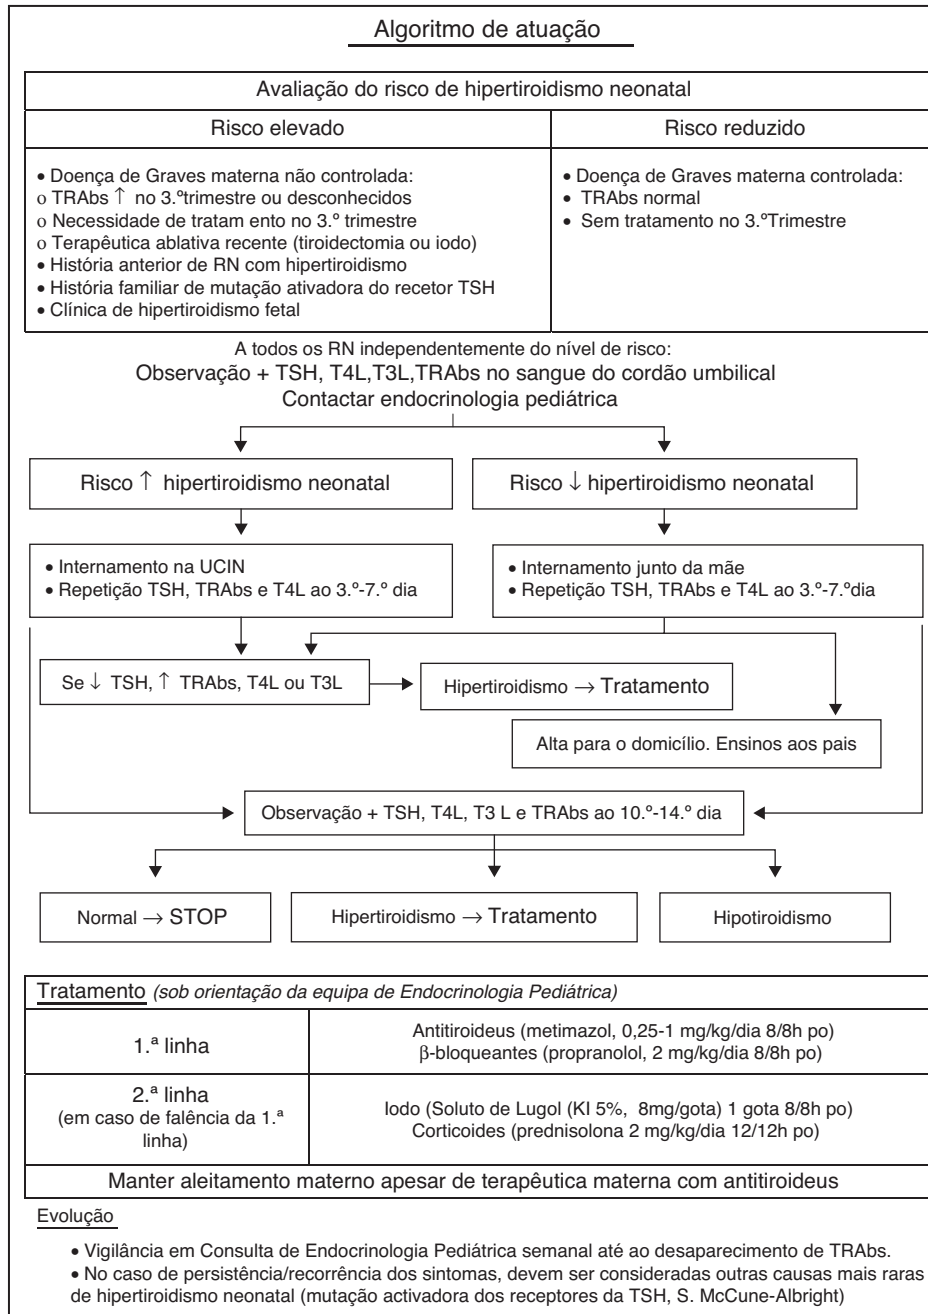 Algoritmo de atuação
Avaliação do risco de hipertiroidismo neonatal
Risco elevado
• Doença de Graves materna não controlada:
o TRAbs ↑ no 3.ºtrimestre ou desconhecidos
o Necessidade de tratam ento no 3.º trimestre
o Terapêutica ablativa recente (tiroidectomia ou iodo)
• História anterior de RN com hipertiroidismo
• História familiar de mutação ativadora do recetor TSH
• Clínica de hipertiroidismo fetal
Risco reduzido
• Doença de Graves materna controlada:
• TRAbs normal
• Sem tratamento no 3.ºTrimestre
A todos os RN independentemente do nível de risco:
Observação + TSH, T4L,T3L,TRAbs no sangue do cordão umbilical
Contactar endocrinologia pediátrica
Risco ↑ hipertiroidismo neonatal
Risco ↓ hipertiroidismo neonatal
• Internamento na UCIN
• Repetição TSH, TRAbs e T4L ao 3.º-7.º dia
• Internamento junto da mãe
• Repetição TSH, TRAbs e T4L ao 3.º-7.ºdia
Se ↓ TSH, ↑ TRAbs, T4L ou T3L
Hipertiroidismo → Tratamento
Alta para o domicílio. Ensinos aos pais
Observação + TSH, T4L, T3 L e TRAbs ao 10.º-14.º dia
Normal → STOP
Hipertiroidismo → Tratamento
Hipotiroidismo
Tratamento (sob orientação da equipa de Endocrinologia Pediátrica)
1.ª linha
Antitiroideus (metimazol, 0,25-1 mg/kg/dia 8/8h po)
β-bloqueantes (propranolol, 2 mg/kg/dia 8/8h po)
2.ª linha
(em caso de falência da 1.ª
linha)
Iodo (Soluto de Lugol (KI 5%, 8mg/gota) 1 gota 8/8h po)
Corticoides (prednisolona 2 mg/kg/dia 12/12h po)
Manter aleitamento materno apesar de terapêutica materna com antitiroideus
Evolução
• Vigilância em Consulta de Endocrinologia Pediátrica semanal até ao desaparecimento de TRAbs.
• No caso de persistência/recorrência dos sintomas, devem ser consideradas outras causas mais raras
de hipertiroidismo neonatal (mutação activadora dos receptores da TSH, S. McCune-Albright)